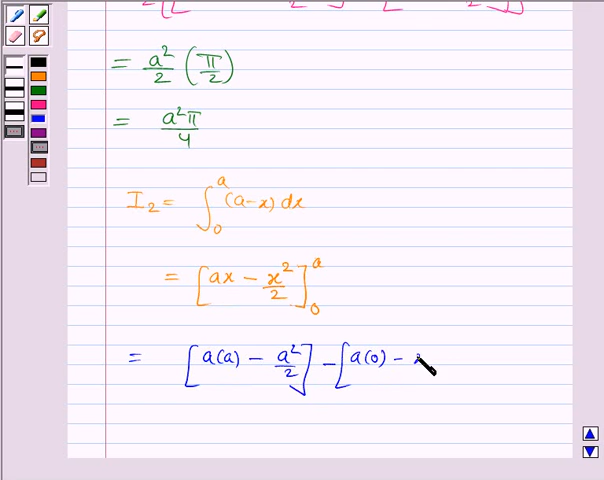 = a²/2 (π/2)
= a²π/4
I₂ = ∫₀ᵃ (a-x) dx
= [ax - x²/2]₀ᵃ
= [a(a) - a²/2] - [a(0) -